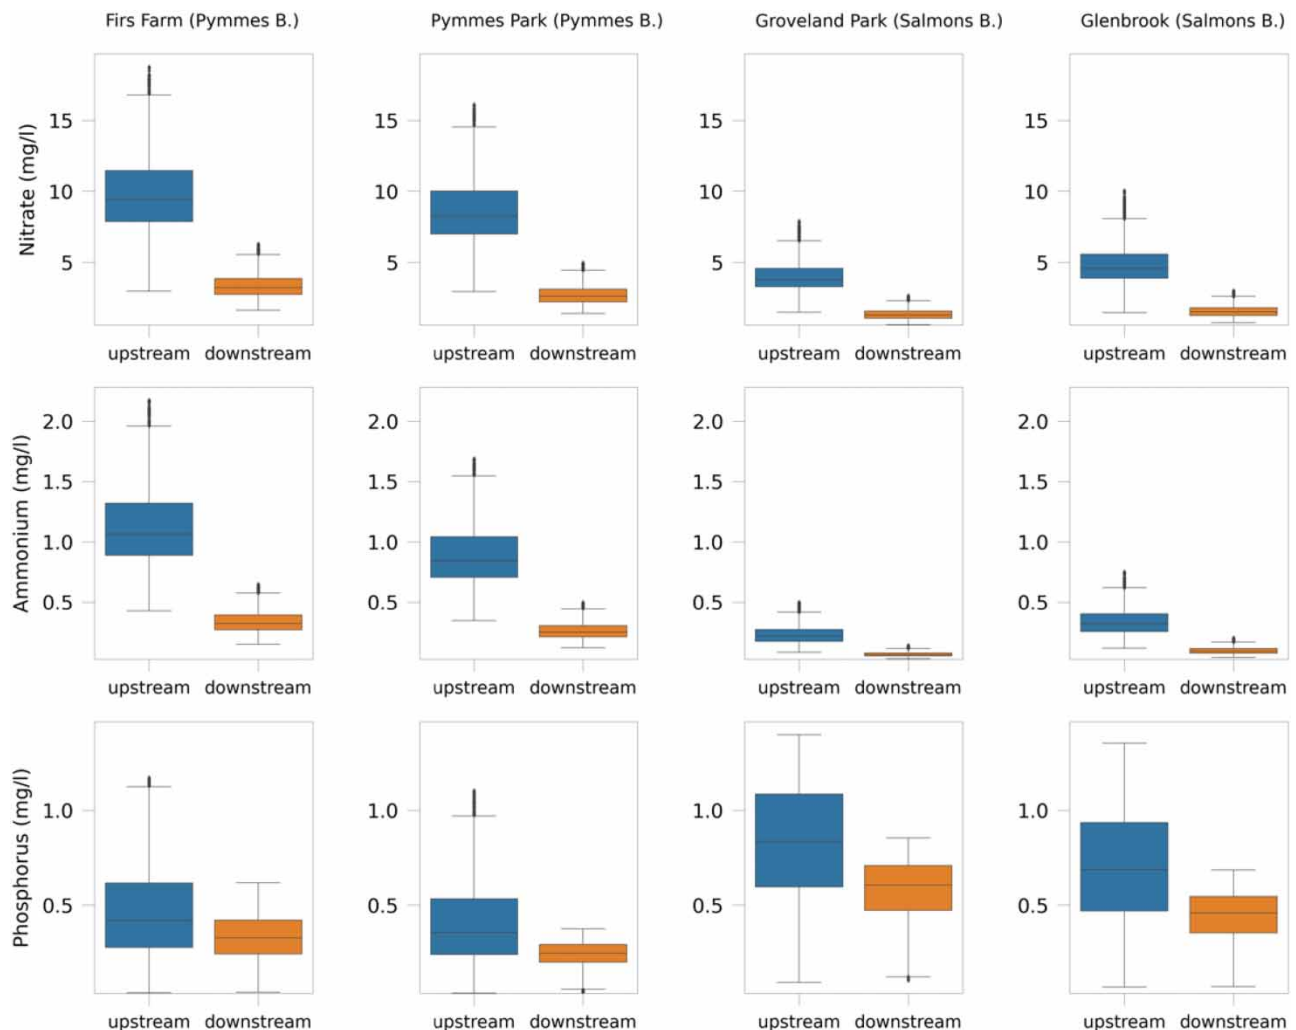 Firs Farm (Pymmes B.) Pymmes Park (Pymmes B.) Groveland Park (Salmons B.) Glenbrook (Salmons B.)
Nitrate (mg/l)
15 15 15 15
10 10 10 10
5 5 5 5
upstream downstream upstream downstream upstream downstream upstream downstream
Ammonium (mg/l)
2.0 2.0 2.0 2.0
1.5 1.5 1.5 1.5
1.0 1.0 1.0 1.0
0.5 0.5 0.5 0.5
upstream downstream upstream downstream upstream downstream upstream downstream
Phosphorus (mg/l)
1.0 1.0 1.0 1.0
0.5 0.5 0.5 0.5
upstream downstream upstream downstream upstream downstream upstream downstream